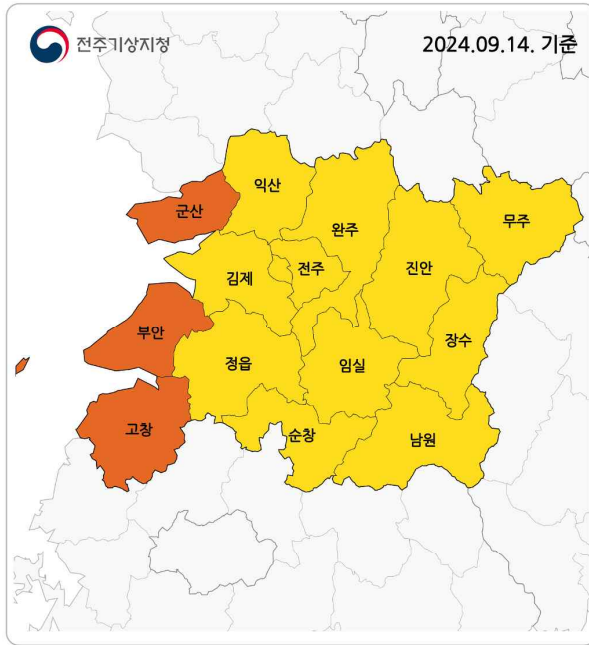 전주기상지청
2024.09.14. 기준
익산
군산
완주
무주
전주
진안
김제
부안
장수
정읍
임실
고창
순창
남원